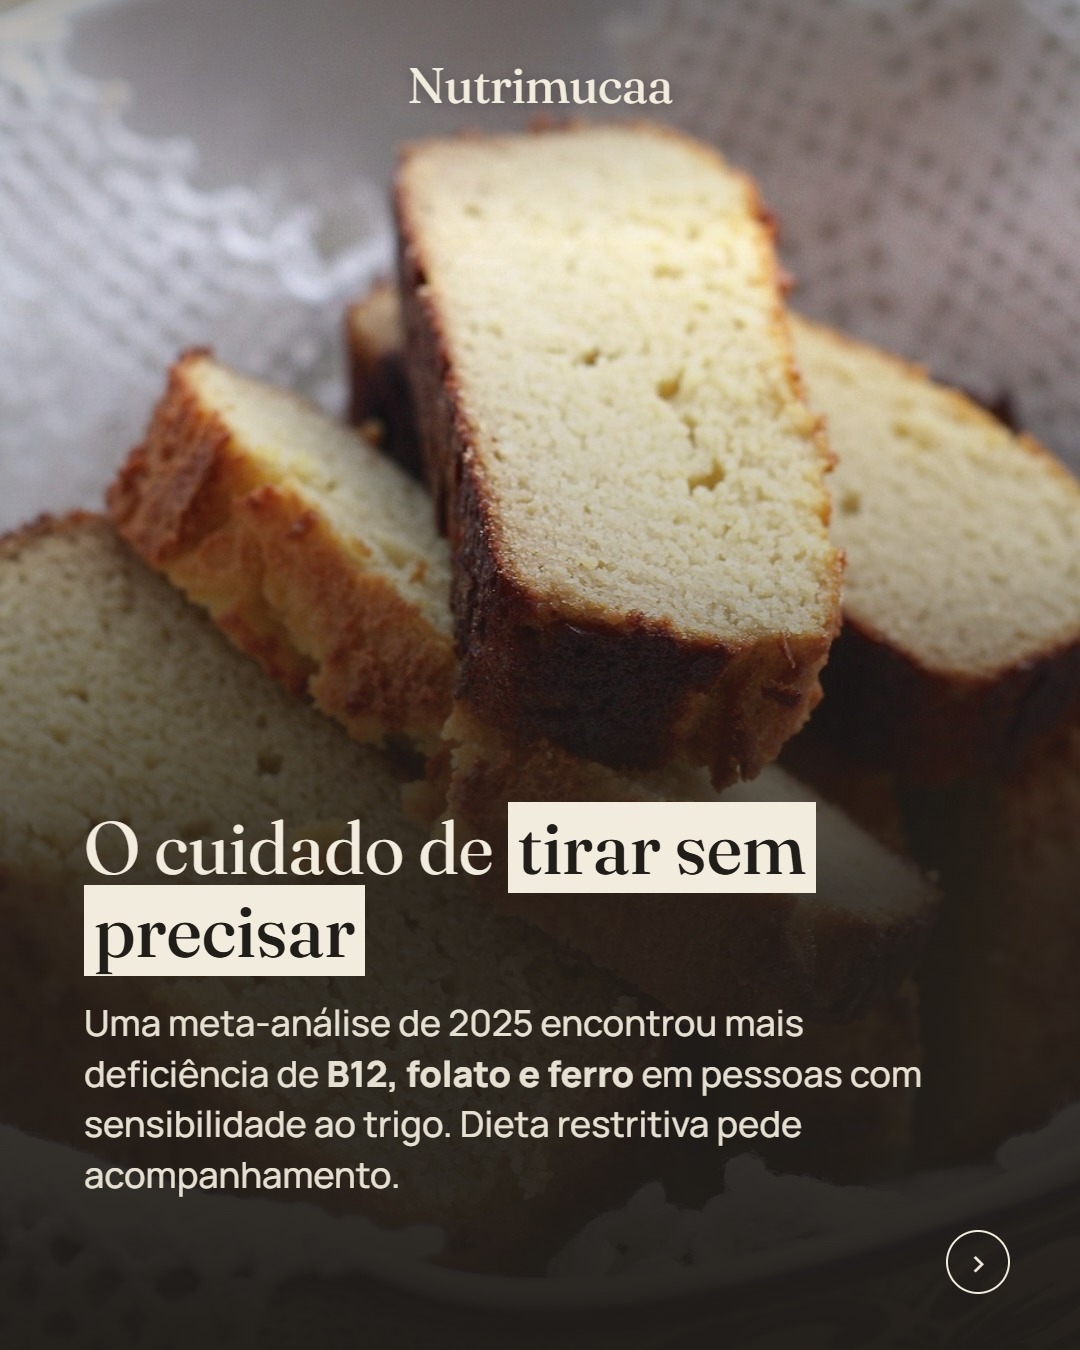 Nutrimucaa
O cuidado de tirar sem
precisar
Uma meta-análise de 2025 encontrou mais
deficiência de B12, folato e ferro em pessoas com
sensibilidade ao trigo. Dieta restritiva pede
acompanhamento.